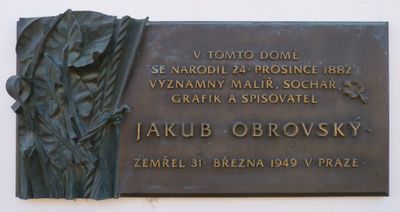 V TOMTO DOMĚ
SE NARODIL 24· PROSINCE 1882
VÝZNAMNÝ MALÍŘ, SOCHAŘ,
GRAFIK A SPISOVATEL
JAKUB · OBROVSKÝ ·
ZEMŘEL 31· BŘEZNA 1949 V PRAZE ·